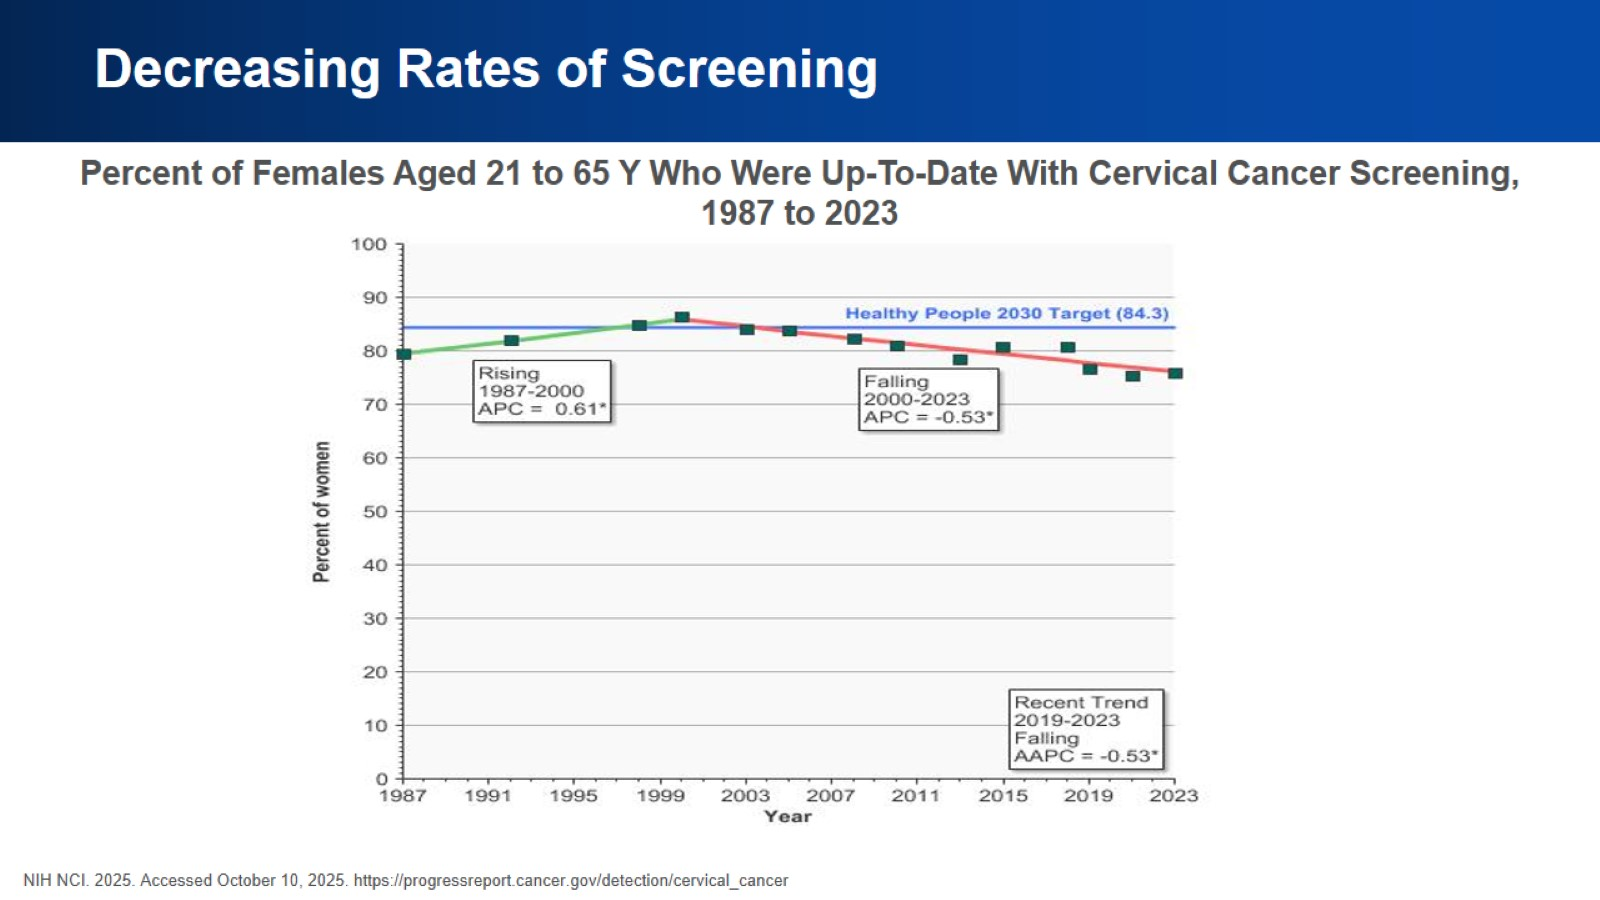 Decreasing Rates of Screening
Percent of Females Aged 21 to 65 Y Who Were Up-To-Date With Cervical Cancer Screening,
1987 to 2023
100
90
80
70
60
50
40
30
20
10
0
Percent of women
Healthy People 2030 Target (84.3)
Rising
1987-2000
APC =  0.61*
Falling
2000-2023
APC = -0.53*
Recent Trend
2019-2023
Falling
AAPC = -0.53*
1987 1991 1995 1999 2003 2007 2011 2015 2019 2023
Year
NIH NCI. 2025. Accessed October 10, 2025. https://progressreport.cancer.gov/detection/cervical_cancer